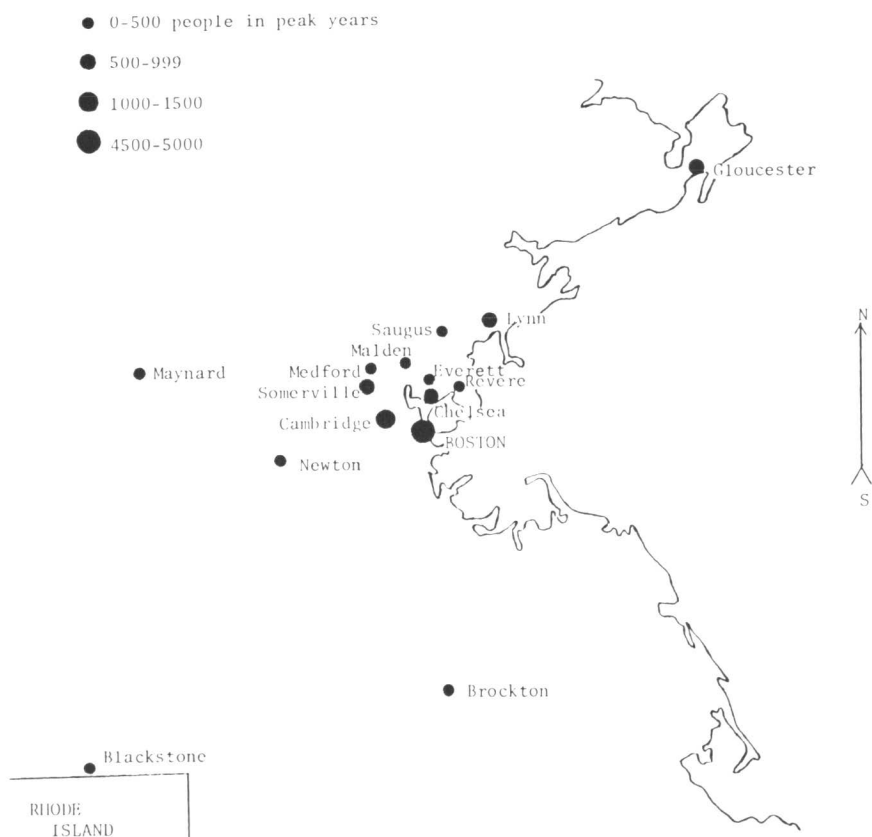 0-500 people in peak years
500-999
1000-1500
4500-5000
Gloucester
N
S
Lynn
Saugus
Malden
Maynard
Medford
Everett
Revere
Somerville
Chelsea
Cambridge
BOSTON
Newton
Brockton
Blackstone
RHODE
ISLAND